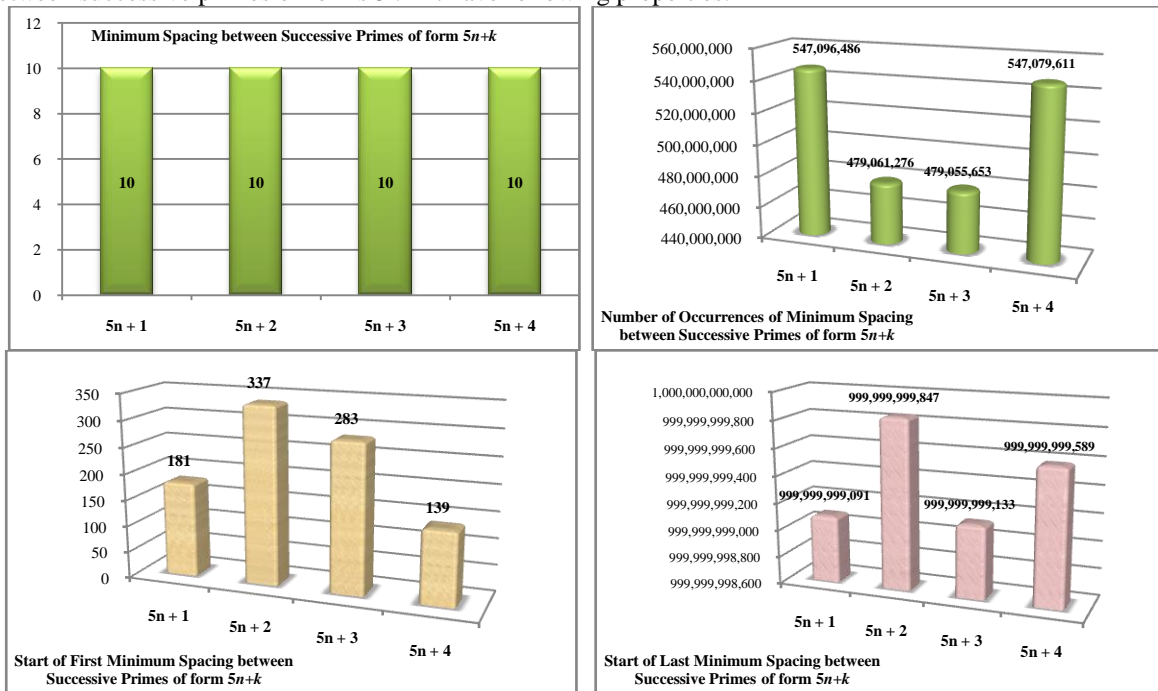 Minimum Spacing between Successive Primes of form 5n+k
12
10
8
6
4
2
0
10
10
10
10
5n + 1
5n + 2
5n + 3
5n + 4
560,000,000
540,000,000
520,000,000
500,000,000
480,000,000
460,000,000
440,000,000
547,096,486
479,061,276
479,055,653
547,079,611
5n + 1
5n + 2
5n + 3
5n + 4
Number of Occurrences of Minimum Spacing
between Successive Primes of form 5n+k
350
300
250
200
150
100
50
0
181
337
283
139
5n + 1
5n + 2
5n + 3
5n + 4
Start of First Minimum Spacing between
Successive Primes of form 5n+k
1,000,000,000,000
999,999,999,800
999,999,999,600
999,999,999,400
999,999,999,200
999,999,999,000
999,999,998,800
999,999,998,600
999,999,999,091
999,999,999,847
999,999,999,133
999,999,999,589
5n + 1
5n + 2
5n + 3
5n + 4
Start of Last Minimum Spacing between
Successive Primes of form 5n+k